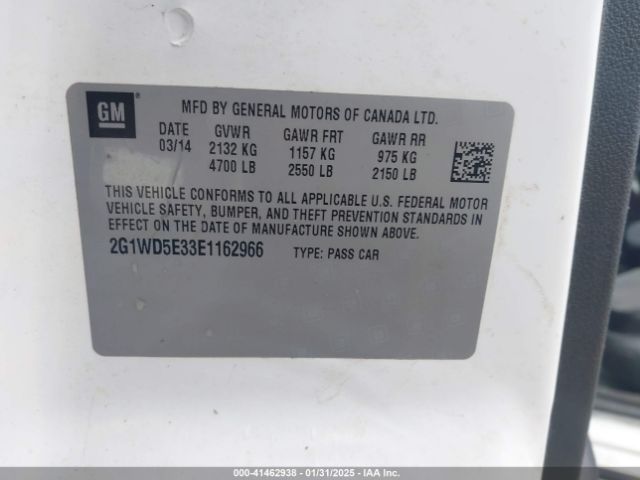 GM
MFD BY GENERAL MOTORS OF CANADA LTD.
DATE GVWR GAWR FRT GAWR RR
03/14 2132 KG 1157 KG 975 KG
4700 LB 2550 LB 2150 LB
THIS VEHICLE CONFORMS TO ALL APPLICABLE U.S. FEDERAL MOTOR
VEHICLE SAFETY, BUMPER, AND THEFT PREVENTION STANDARDS IN
EFFECT ON THE DATE OF MANUFACTURE SHOWN ABOVE.
2G1WD5E33E1162966 TYPE: PASS CAR
000-41462938 - 01/31/2025 - IAA Inc.